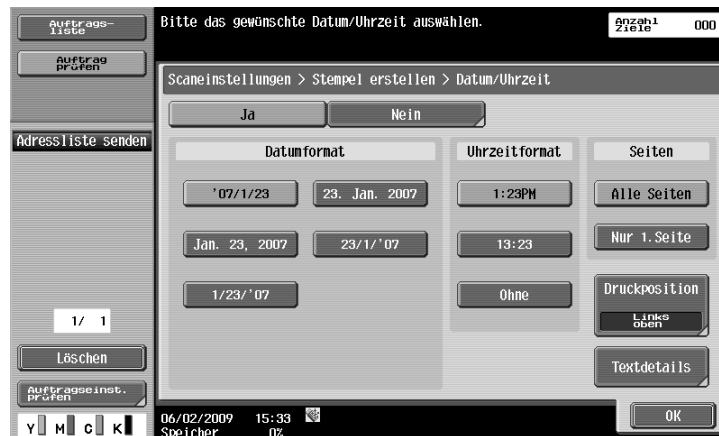 Auftrags-
liste
Auftrag
prüfen
Bitte das gewünschte Datum/Uhrzeit auswählen.
Anzahl
Ziele
000
Scaneinstellungen > Stempel erstellen > Datum/Uhrzeit
Ja
Nein
Adressliste senden
Datumformat
Uhrzeitformat
Seiten
'07/1/23
23. Jan. 2007
1:23PM
Alle Seiten
Jan. 23, 2007
23/1/'07
13:23
Nur 1.Seite
1/23/'07
Ohne
Druckposition
Links
oben
1/ 1
Löschen
Textdetails
Auftragseinst.
prüfen
OK
Y M C K
06/02/2009 15:33
Speicher 0%